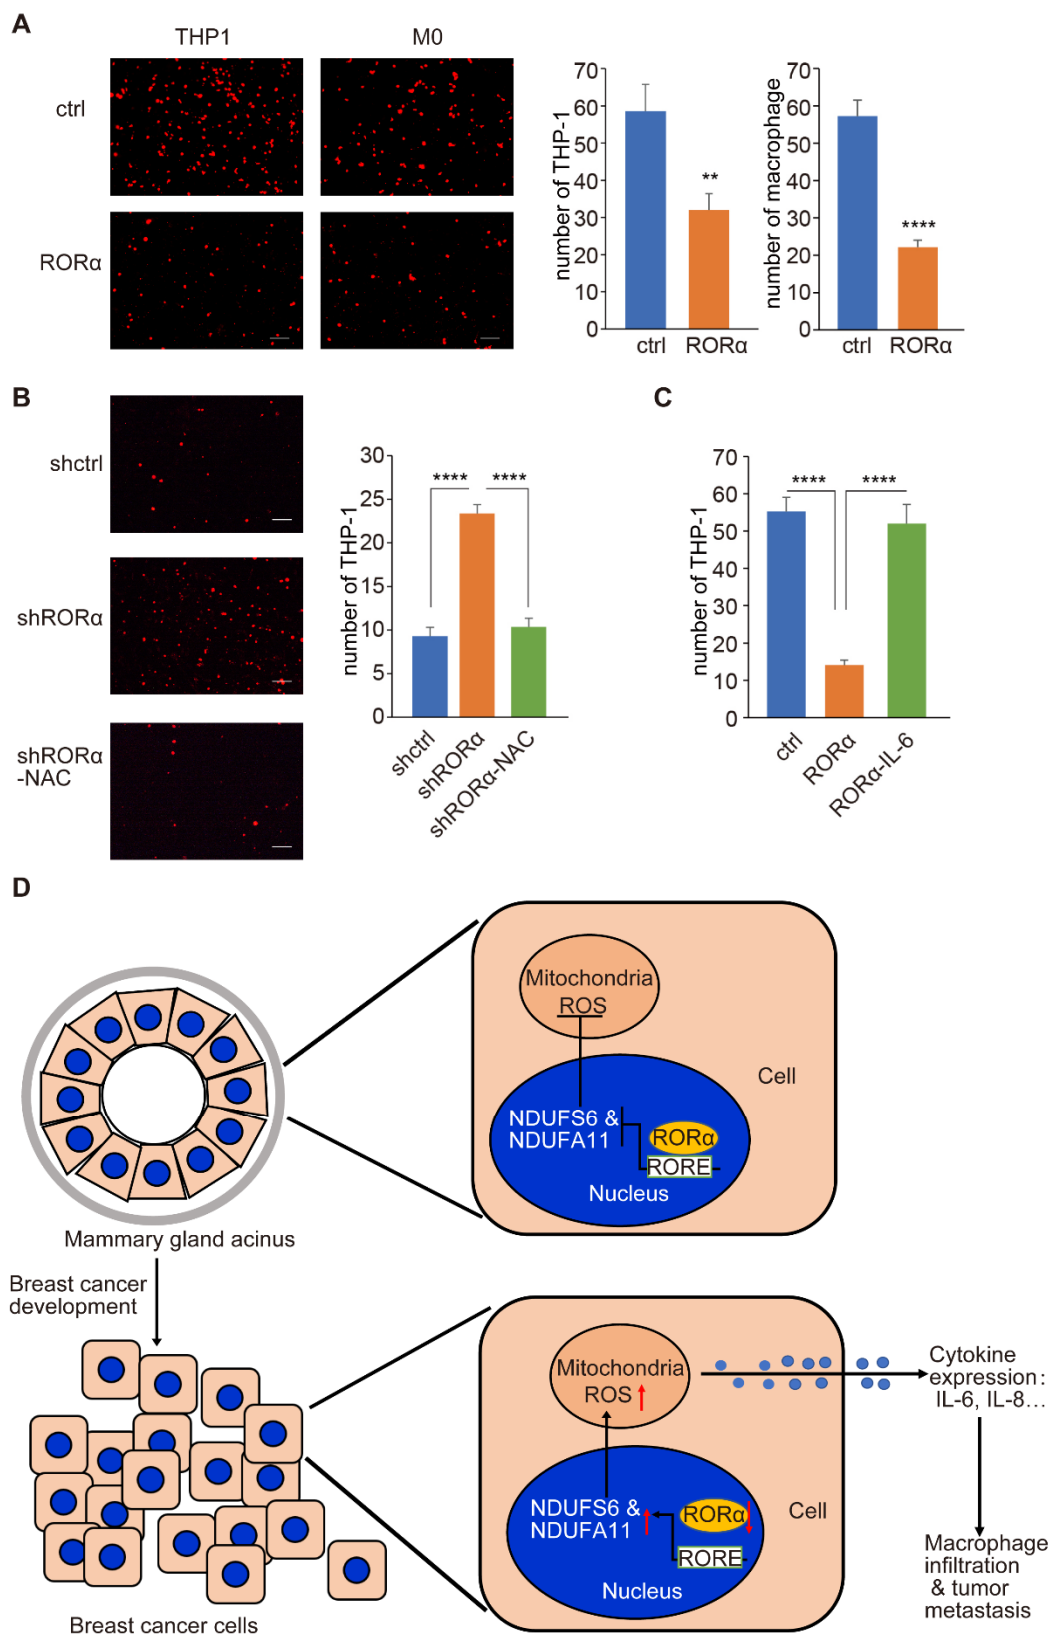 A
THP1
M0
ctrl
RORα
number of THP-1
70
60
50
40
30
20
10
0
**
ctrl
RORα
number of macrophage
70
60
50
40
30
20
10
0
****
ctrl
RORα
B
shctrl
shRORα
shRORα
-NAC
number of THP-1
30
25
20
15
10
5
0
****
****
shctrl
shRORα
shRORα-NAC
C
number of THP-1
70
60
50
40
30
20
10
0
****
****
ctrl
RORα
RORα-IL-6
D
Mitochondria
ROS
Cell
NDUFS6 &
NDUFA11
RORα
RORE
Nucleus
Mammary gland acinus
Breast cancer
development
Mitochondria
ROS
Cytokine
expression:
IL-6, IL-8...
NDUFS6 &
NDUFA11
RORα
Cell
RORE
Nucleus
Macrophage
infiltration
& tumor
metastasis
Breast cancer cells